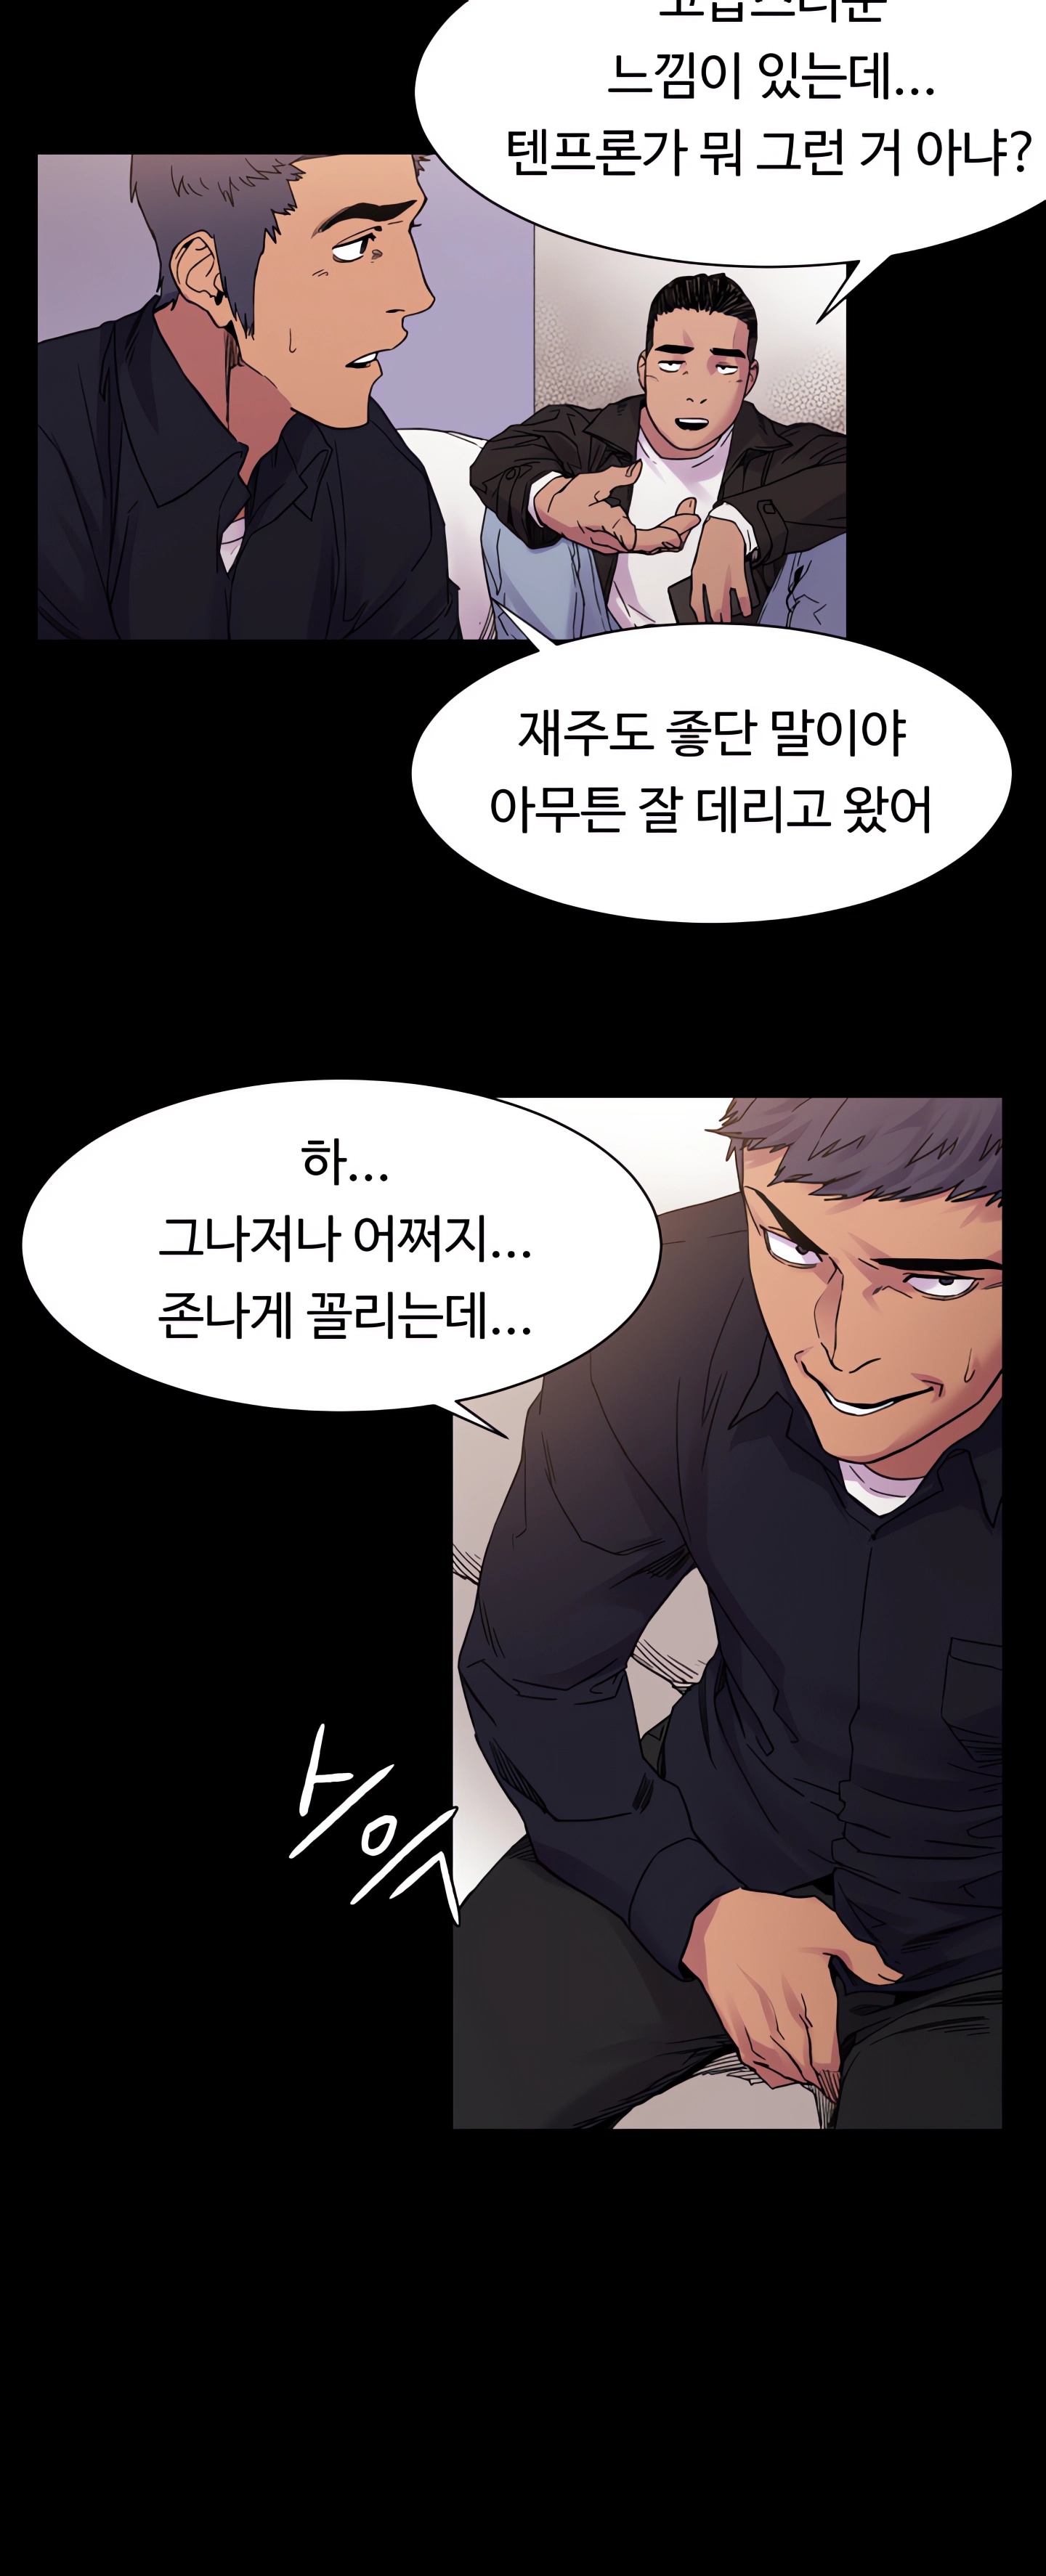 느낌이 있는데...
텐프론가 뭐 그런 거 아냐?
재주도 좋단 말이야
아무튼 잘 데리고 왔어
하...
그나저나 어쩌지...
존나게 꼴리는데...